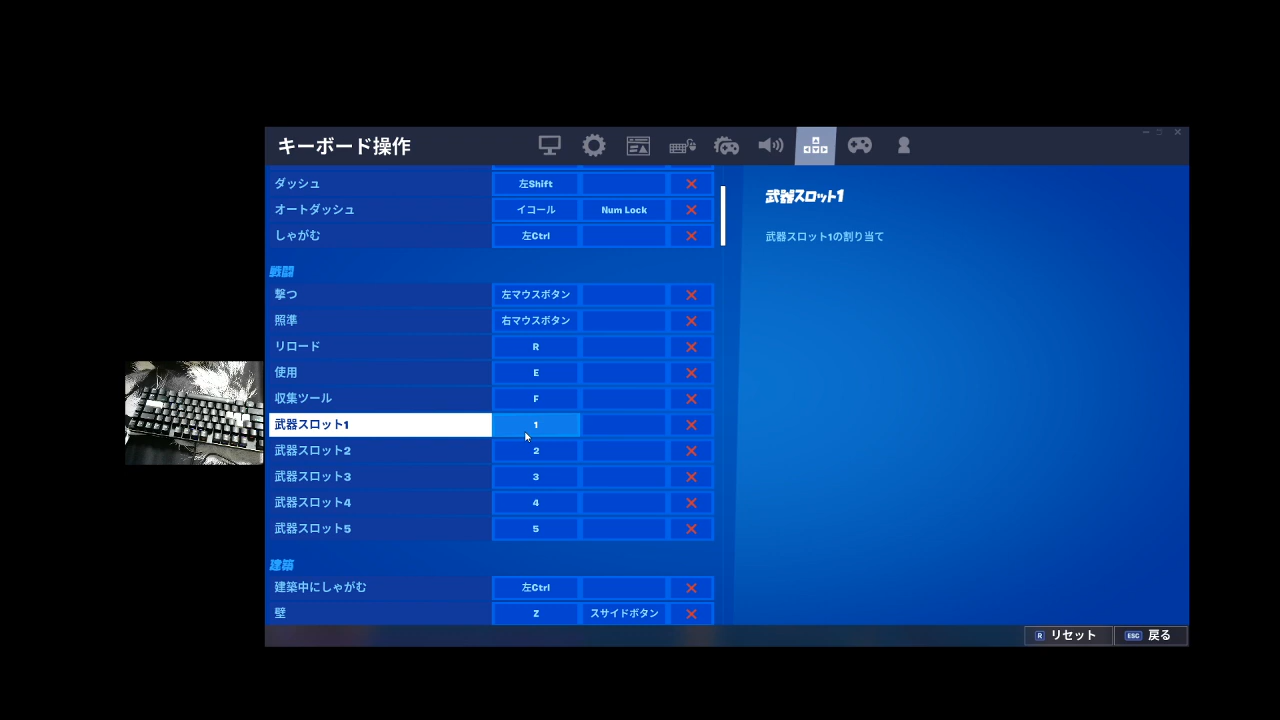 キーボード操作
ダッシュ 左Shift
オートダッシュ イコール Num Lock
しゃがむ 左Ctrl
戦闘
撃つ 左マウスボタン
照準 右マウスボタン
リロード R
使用 E
収集ツール F
武器スロット1 1
武器スロット2 2
武器スロット3 3
武器スロット4 4
武器スロット5 5
建築
建築中にしゃがむ 左Ctrl
壁 Z スサイドボタン
武器スロット1
武器スロット1の割り当て
R リセット ESC 戻る